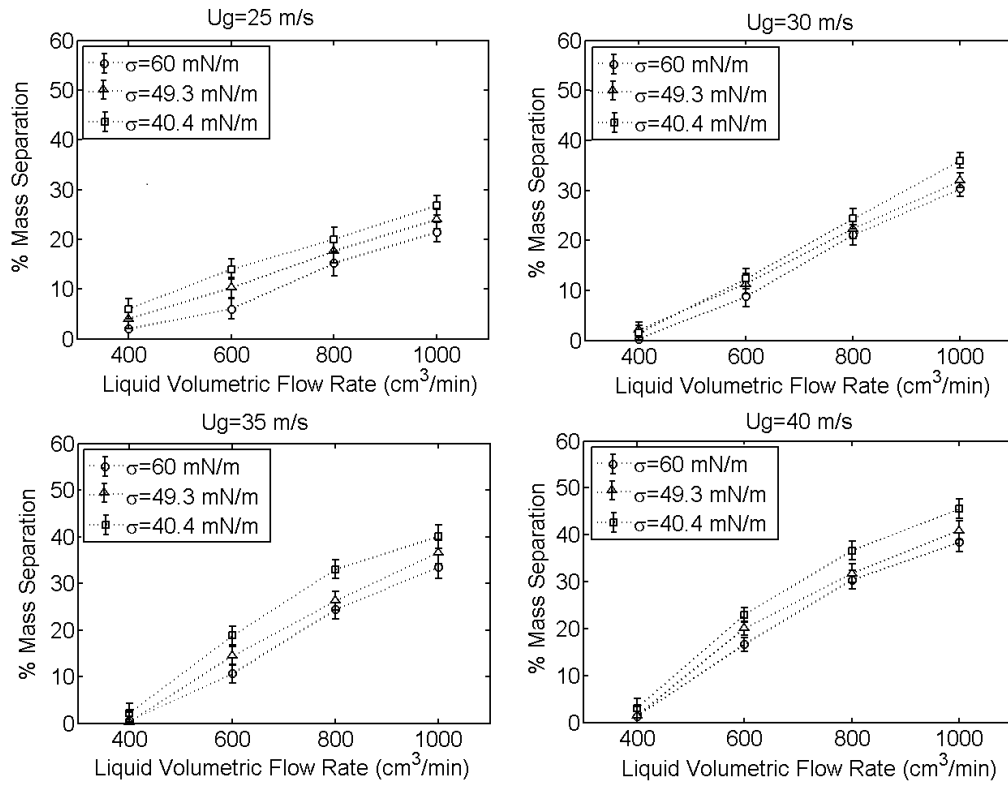 Ug=25 m/s
60
50
40
30
20
10
0
% Mass Separation
σ=60 mN/m
σ=49.3 mN/m
σ=40.4 mN/m
400 600 800 1000
Liquid Volumetric Flow Rate (cm³/min)
Ug=30 m/s
60
50
40
30
20
10
0
% Mass Separation
σ=60 mN/m
σ=49.3 mN/m
σ=40.4 mN/m
400 600 800 1000
Liquid Volumetric Flow Rate (cm³/min)
Ug=35 m/s
60
50
40
30
20
10
0
% Mass Separation
σ=60 mN/m
σ=49.3 mN/m
σ=40.4 mN/m
400 600 800 1000
Liquid Volumetric Flow Rate (cm³/min)
Ug=40 m/s
60
50
40
30
20
10
0
% Mass Separation
σ=60 mN/m
σ=49.3 mN/m
σ=40.4 mN/m
400 600 800 1000
Liquid Volumetric Flow Rate (cm³/min)